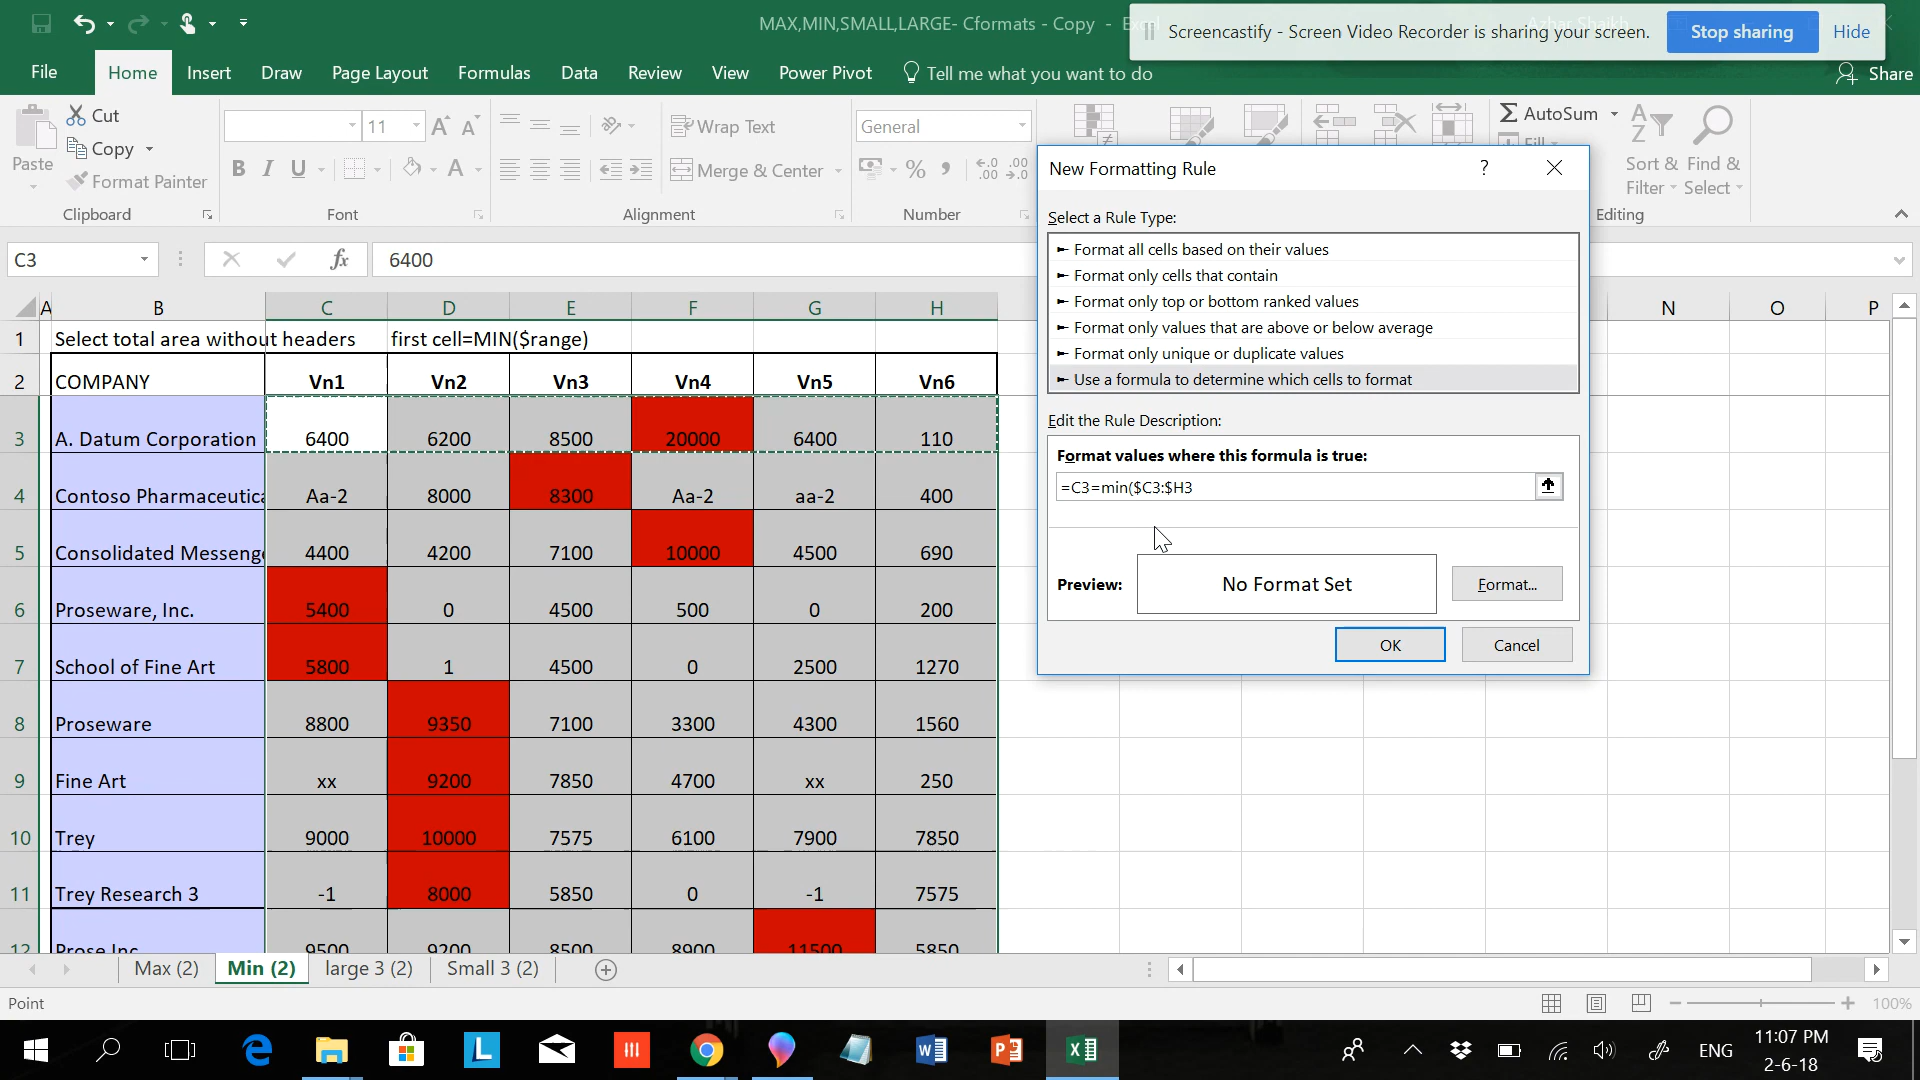 MAX,MIN,SMALL,LARGE- Cformats - Copy -
Screencastify - Screen Video Recorder is sharing your screen. Stop sharing Hide
File Home Insert Draw Page Layout Formulas Data Review View Power Pivot Tell me what you want to do Share
Cut
Copy
Format Painter
Paste
Clipboard
11
B I U
Font
Wrap Text
Merge & Center
Alignment
General
%
Number
AutoSum
Fill
Sort & Filter
Find & Select
Editing
C3 fx 6400
A B C D E F G H N O P
1 Select total area without headers first cell=MIN($range)
2 COMPANY Vn1 Vn2 Vn3 Vn4 Vn5 Vn6
3 A. Datum Corporation 6400 6200 8500 20000 6400 110
4 Contoso Pharmaceutica Aa-2 8000 8300 Aa-2 aa-2 400
5 Consolidated Messeng 4400 4200 7100 10000 4500 690
6 Proseware, Inc. 5400 0 4500 500 0 200
7 School of Fine Art 5800 1 4500 0 2500 1270
8 Proseware 8800 9350 7100 3300 4300 1560
9 Fine Art xx 9200 7850 4700 xx 250
10 Trey 9000 10000 7575 6100 7900 7850
11 Trey Research 3 -1 8000 5850 0 -1 7575
12 Prose Inc 9500 9200 8500 8900 11500 5850
New Formatting Rule ?
Select a Rule Type:
► Format all cells based on their values
► Format only cells that contain
► Format only top or bottom ranked values
► Format only values that are above or below average
► Format only unique or duplicate values
► Use a formula to determine which cells to format
Edit the Rule Description:
Format values where this formula is true:
=C3=min($C3:$H3
Preview: No Format Set Format...
OK Cancel
Max (2) Min (2) large 3 (2) Small 3 (2)
Point 100%
ENG 11:07 PM
2-6-18